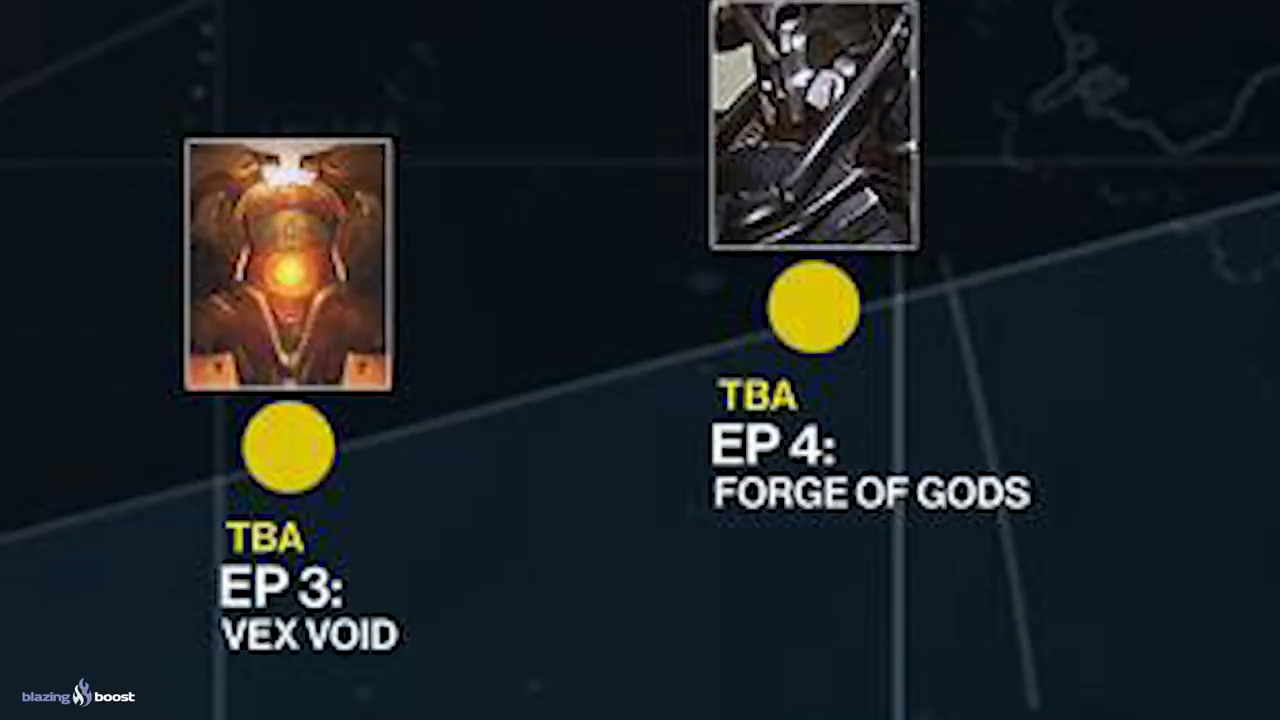 TBA
EP 3:
VEX VOID
TBA
EP 4:
FORGE OF GODS
blazing boost